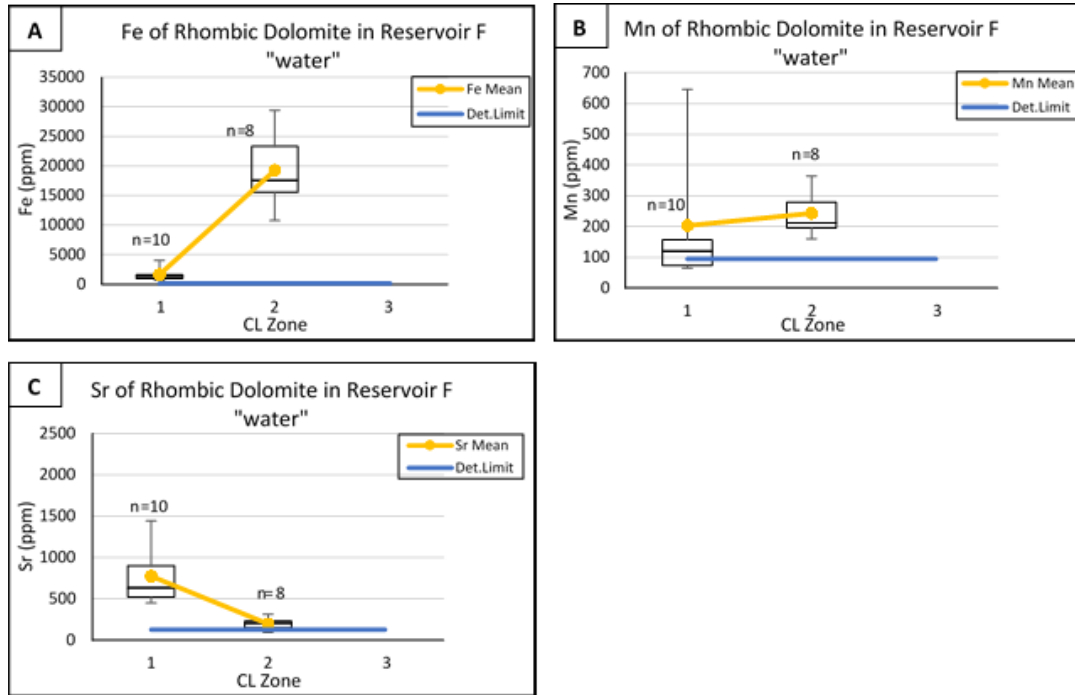 A
Fe of Rhombic Dolomite in Reservoir F
"water"
35000
30000
25000
20000
15000
10000
5000
0
Fe (ppm)
Fe Mean
Det.Limit
n=8
n=10
1
2
3
CL Zone
B
Mn of Rhombic Dolomite in Reservoir F
"water"
700
600
500
400
300
200
100
0
Mn (ppm)
Mn Mean
Det.Limit
n=8
n=10
1
2
3
CL Zone
C
Sr of Rhombic Dolomite in Reservoir F
"water"
2500
2000
1500
1000
500
0
Sr (ppm)
Sr Mean
Det.Limit
n=10
n=8
1
2
3
CL Zone